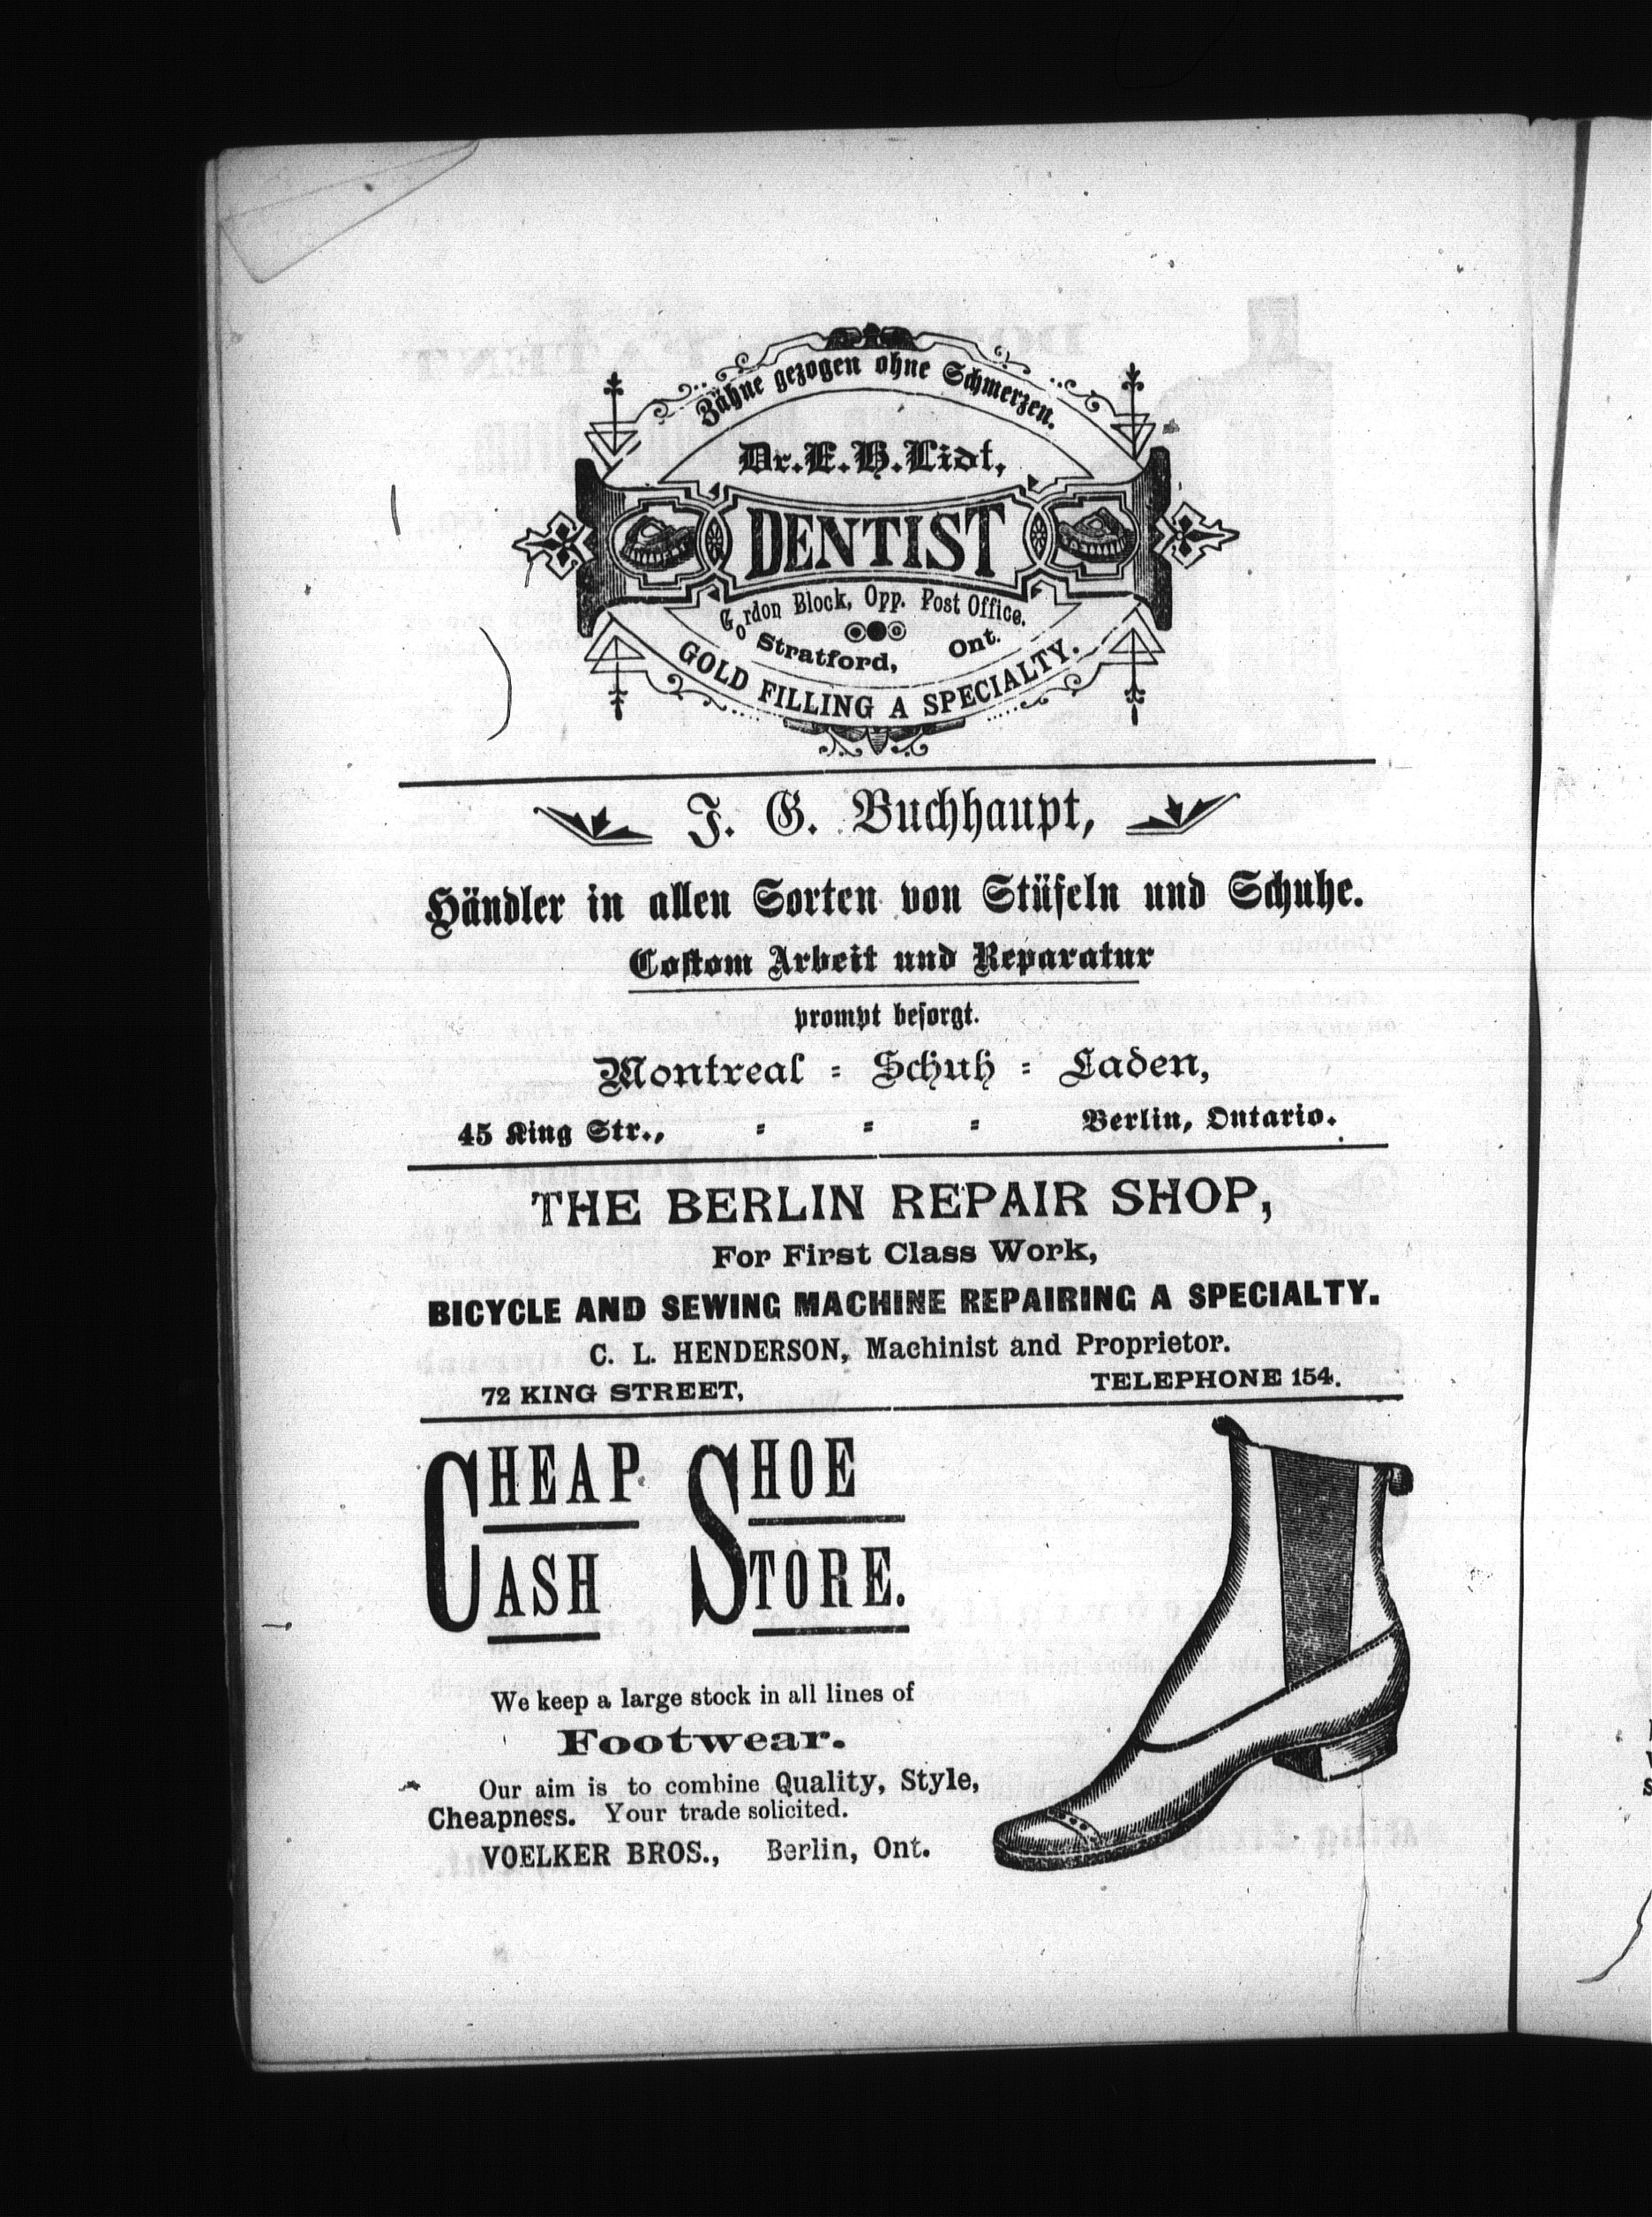 Zähne gezogen ohne Schmerzen.
Dr. E. H. Eidt,
DENTIST
Gordon Block, Opp. Post Office.
Stratford, Ont.
GOLD FILLING A SPECIALTY.
J. G. Buchhaupt,
Händler in allen Sorten von Stüfeln und Schuhe.
Costom Arbeit und Reparatur
prompt besorgt.
Montreal = Schuh = Laden,
45 King Str., = = = Berlin, Ontario.
THE BERLIN REPAIR SHOP,
For First Class Work,
BICYCLE AND SEWING MACHINE REPAIRING A SPECIALTY.
C. L. HENDERSON, Machinist and Proprietor.
72 KING STREET, TELEPHONE 154.
CHEAP SHOE
CASH STORE.
We keep a large stock in all lines of
Footwear.
Our aim is to combine Quality, Style,
Cheapness. Your trade solicited.
VOELKER BROS., Berlin, Ont.